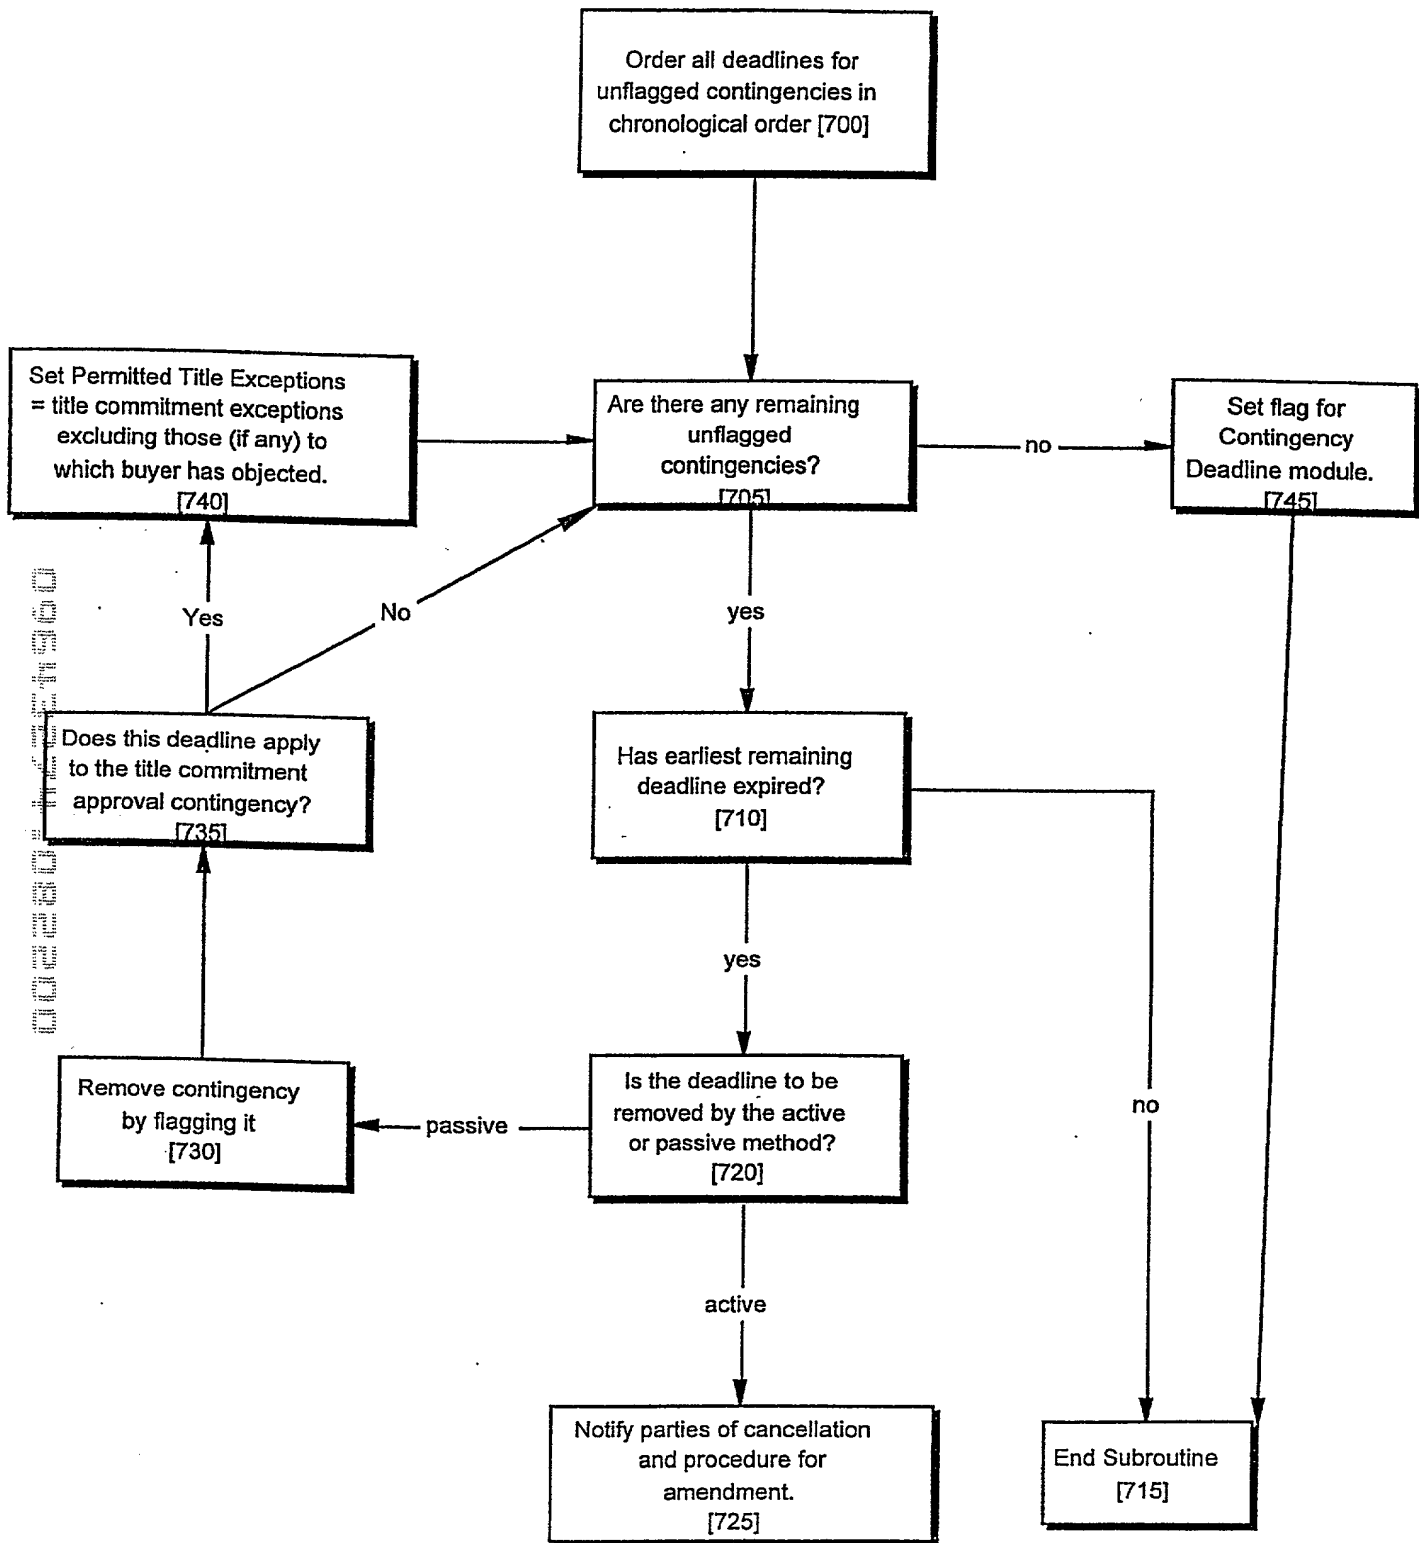 Order all deadlines for
unflagged contingencies in
chronological order [700]
Set Permitted Title Exceptions
= title commitment exceptions
excluding those (if any) to
which buyer has objected.
[740]
Are there any remaining
unflagged
contingencies?
[705]
no
Set flag for
Contingency
Deadline module.
[745]
Yes
No
yes
Does this deadline apply
to the title commitment
approval contingency?
[735]
Has earliest remaining
deadline expired?
[710]
yes
no
Remove contingency
by flagging it
[730]
passive
Is the deadline to be
removed by the active
or passive method?
[720]
active
Notify parties of cancellation
and procedure for
amendment.
[725]
End Subroutine
[715]